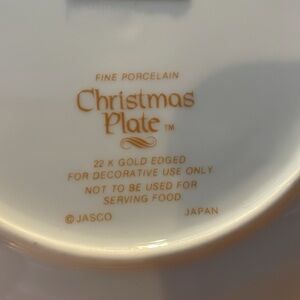 FINE PORCELAIN
Christmas
Plate ™
22 K GOLD EDGED
FOR DECORATIVE USE ONLY
NOT TO BE USED FOR
SERVING FOOD
© JASCO JAPAN